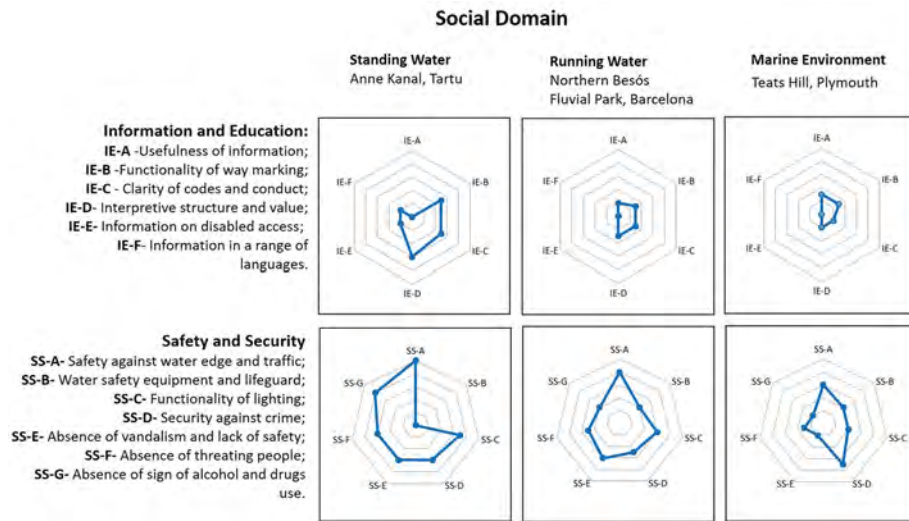 Social Domain
Standing Water
Anne Kanal, Tartu
Running Water
Northern Besós
Fluvial Park, Barcelona
Marine Environment
Teats Hill, Plymouth
Information and Education:
IE-A -Usefulness of information;
IE-B -Functionality of way marking;
IE-C - Clarity of codes and conduct;
IE-D- Interpretive structure and value;
IE-E- Information on disabled access;
IE-F- Information in a range of
languages.
IE-A
IE-B
IE-C
IE-D
IE-E
IE-F
IE-A
IE-B
IE-C
IE-D
IE-E
IE-F
IE-A
IE-B
IE-C
IE-D
IE-E
IE-F
Safety and Security
SS-A- Safety against water edge and traffic;
SS-B- Water safety equipment and lifeguard;
SS-C- Functionality of lighting;
SS-D- Security against crime;
SS-E- Absence of vandalism and lack of safety;
SS-F- Absence of threating people;
SS-G- Absence of sign of alcohol and drugs
use.
SS-A
SS-B
SS-C
SS-D
SS-E
SS-F
SS-G
SS-A
SS-B
SS-C
SS-D
SS-E
SS-F
SS-G
SS-A
SS-B
SS-C
SS-D
SS-E
SS-F
SS-G